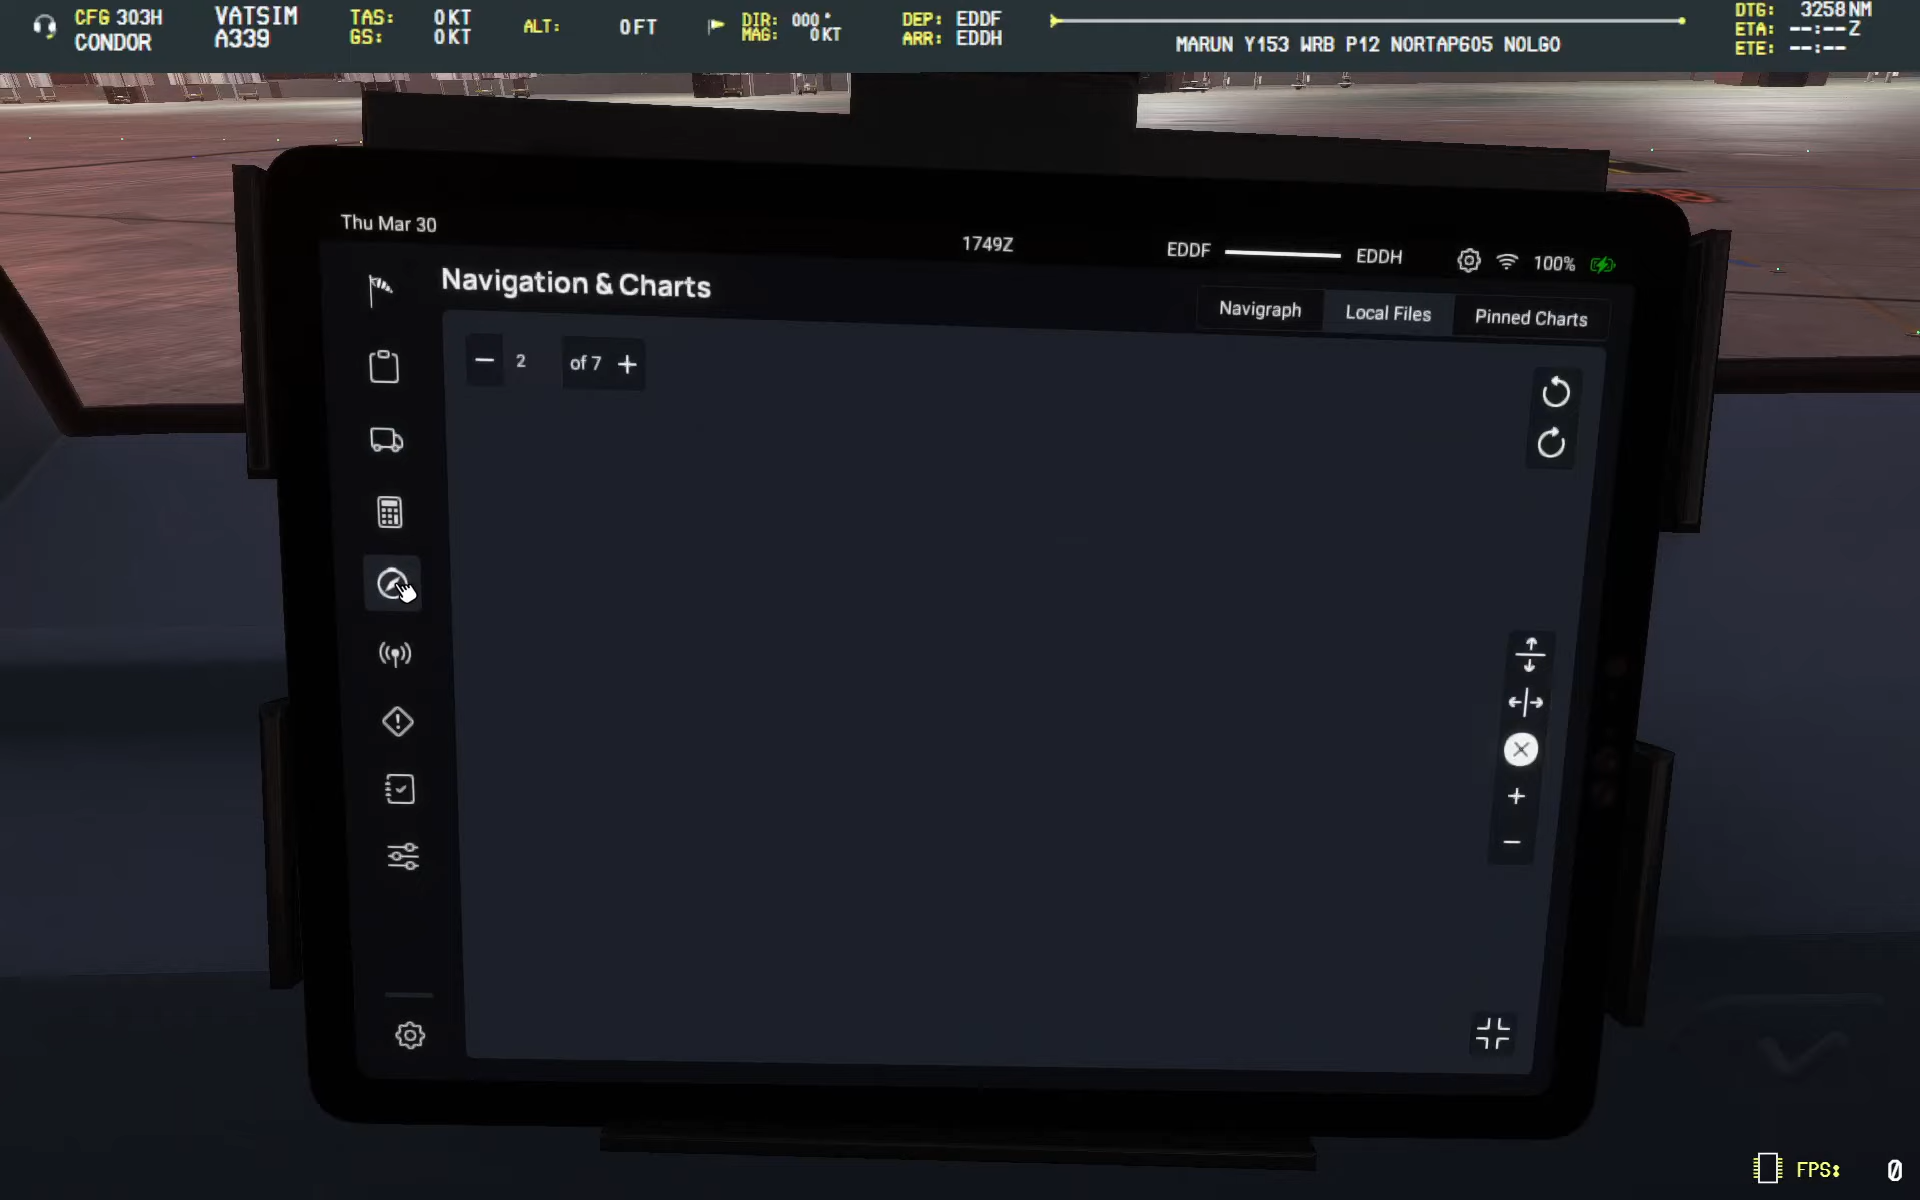 CFG 303H
CONDOR
VATSIM
A339
TAS: 0KT
GS: 0KT
ALT: 0FT
DIR: 000°
MAG: 0KT
DEP: EDDF
ARR: EDDH
MARUN Y153 WRB P12 NORTAP605 NOLGO
DTG: 3258NM
ETA: --:--Z
ETE: --:--
Thu Mar 30
1749Z
EDDF EDDH
100%
Navigation & Charts
Navigraph Local Files Pinned Charts
2 of 7
FPS: 0